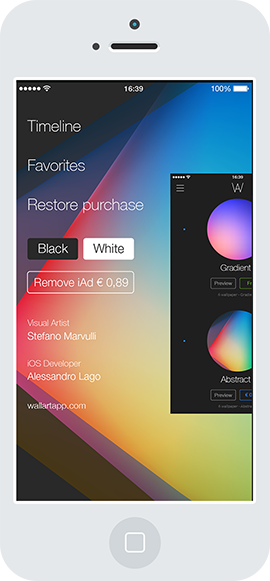 16:39
100%
Timeline
Favorites
Restore purchase
Black
White
Remove iAd € 0,89
Visual Artist
Stefano Marvulli
iOS Developer
Alessandro Lago
wallartapp.com
16:39
W
Gradient
Preview
Abstract
Preview